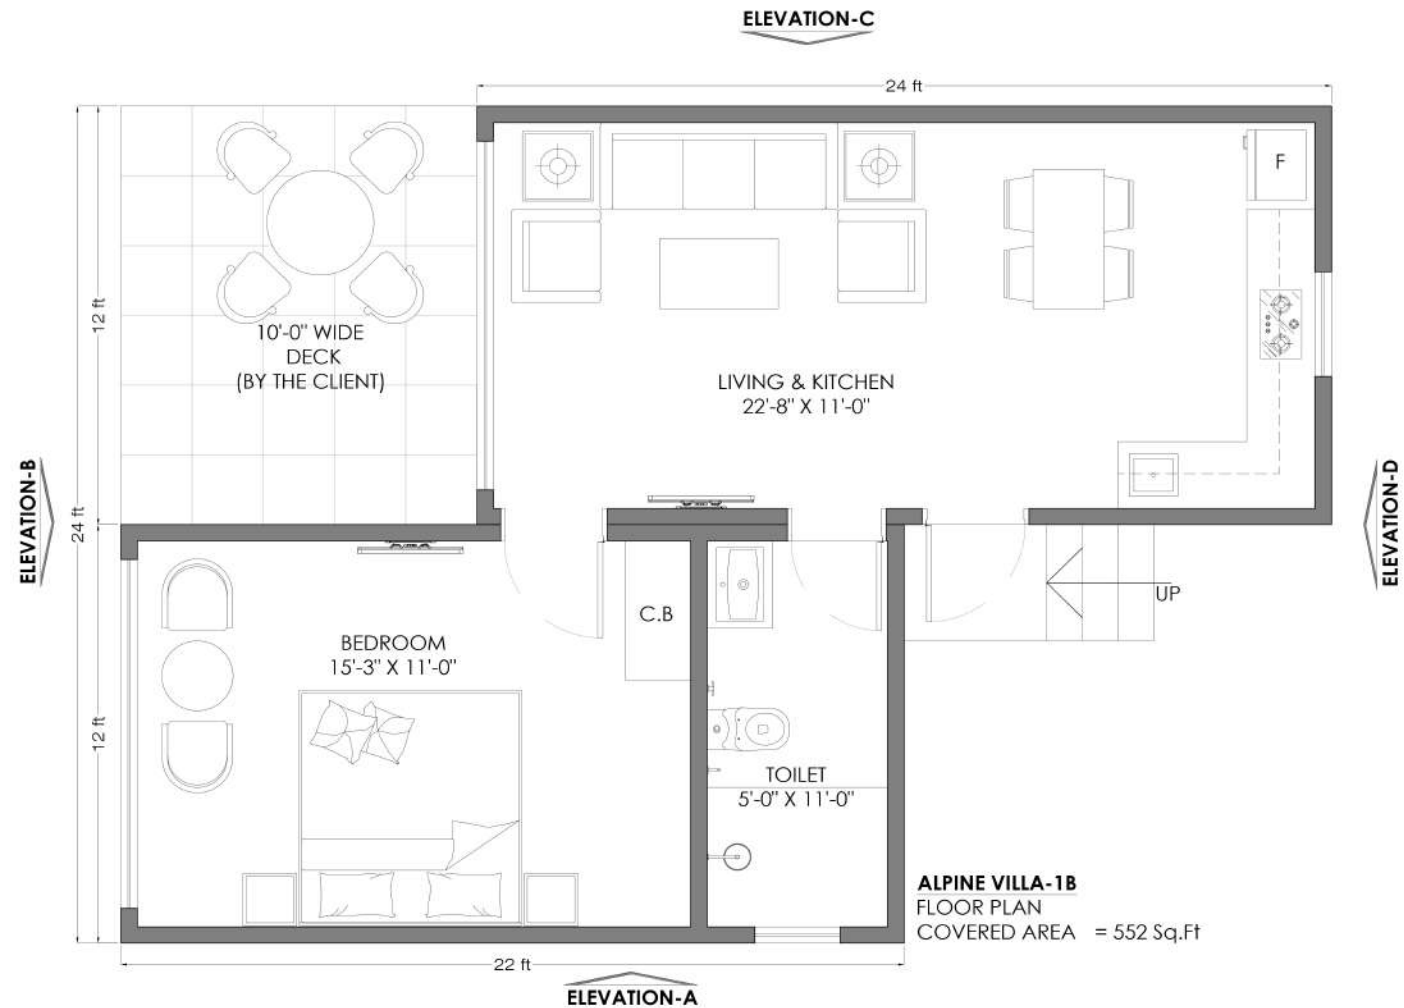 ELEVATION-C
24 ft
F
12 ft
10'-0" WIDE
DECK
(BY THE CLIENT)
LIVING & KITCHEN
22'-8" X 11'-0"
ELEVATION-B
24 ft
ELEVATION-D
UP
C.B
BEDROOM
15'-3" X 11'-0"
12 ft
TOILET
5'-0" X 11'-0"
ALPINE VILLA-1B
FLOOR PLAN
COVERED AREA = 552 Sq.Ft
22 ft
ELEVATION-A